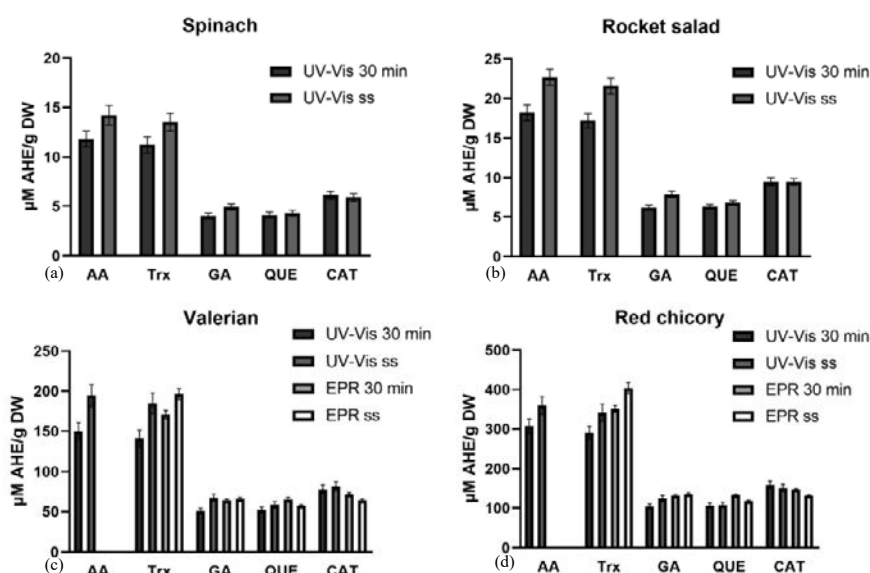 Spinach
UV-Vis 30 min
UV-Vis ss
µM AHE/g DW
20
15
10
5
0
(a)
AA Trx GA QUE CAT
Rocket salad
UV-Vis 30 min
UV-Vis ss
µM AHE/g DW
25
20
15
10
5
0
(b)
AA Trx GA QUE CAT
Valerian
UV-Vis 30 min
UV-Vis ss
EPR 30 min
EPR ss
µM AHE/g DW
250
200
150
100
50
0
(c)
AA Trx GA QUE CAT
Red chicory
UV-Vis 30 min
UV-Vis ss
EPR 30 min
EPR ss
µM AHE/g DW
500
400
300
200
100
0
(d)
AA Trx GA QUE CAT